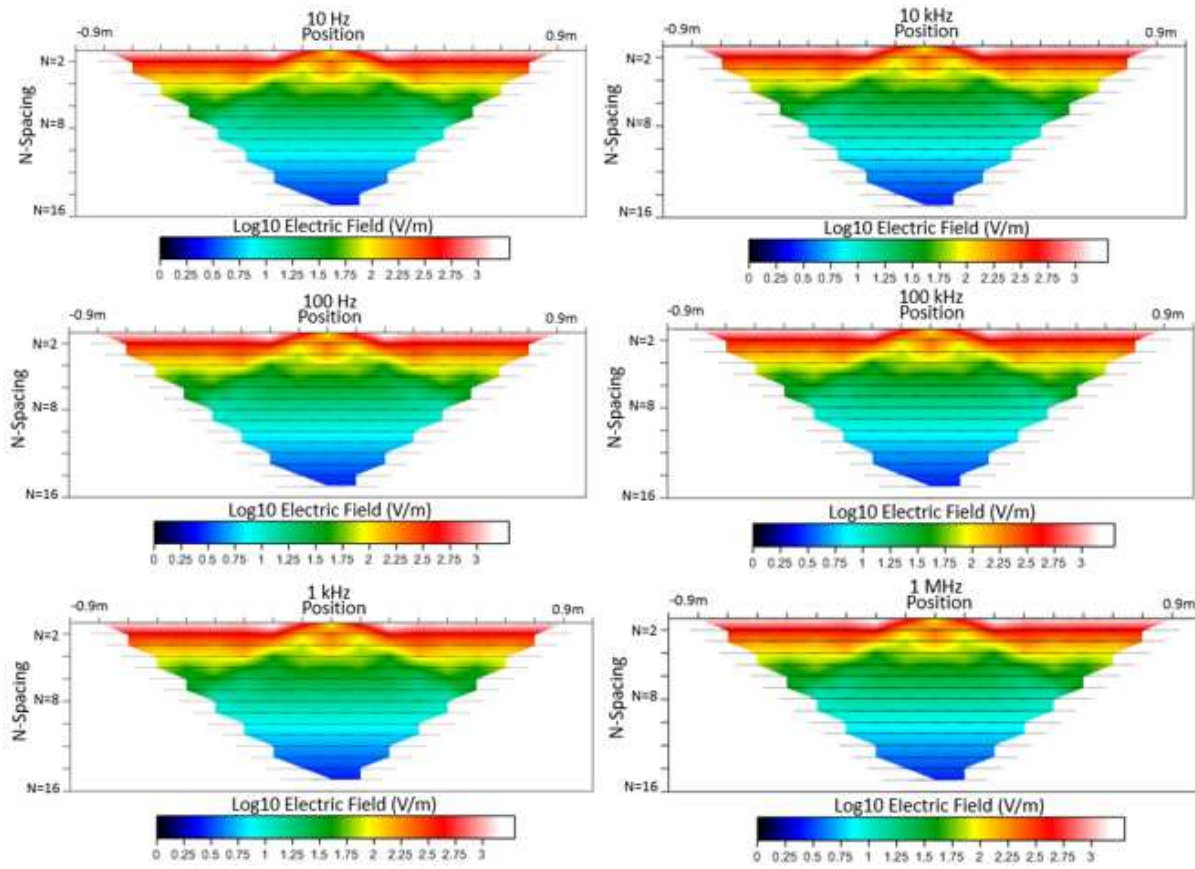 10 Hz
Position
-0.9m
0.9m
N=2
N=8
N=16
N-Spacing
Log10 Electric Field (V/m)
0 0.25 0.5 0.75 1 1.25 1.5 1.75 2 2.25 2.5 2.75 3
10 kHz
Position
-0.9m
0.9m
N=2
N=8
N=16
N-Spacing
Log10 Electric Field (V/m)
0 0.25 0.5 0.75 1 1.25 1.5 1.75 2 2.25 2.5 2.75 3
100 Hz
Position
-0.9m
0.9m
N=2
N=8
N=16
N-Spacing
Log10 Electric Field (V/m)
0 0.25 0.5 0.75 1 1.25 1.5 1.75 2 2.25 2.5 2.75 3
100 kHz
Position
-0.9m
0.9m
N=2
N=8
N=16
N-Spacing
Log10 Electric Field (V/m)
0 0.25 0.5 0.75 1 1.25 1.5 1.75 2 2.25 2.5 2.75 3
1 kHz
Position
-0.9m
0.9m
N=2
N=8
N=16
N-Spacing
Log10 Electric Field (V/m)
0 0.25 0.5 0.75 1 1.25 1.5 1.75 2 2.25 2.5 2.75 3
1 MHz
Position
-0.9m
0.9m
N=2
N=8
N=16
N-Spacing
Log10 Electric Field (V/m)
0 0.25 0.5 0.75 1 1.25 1.5 1.75 2 2.25 2.5 2.75 3